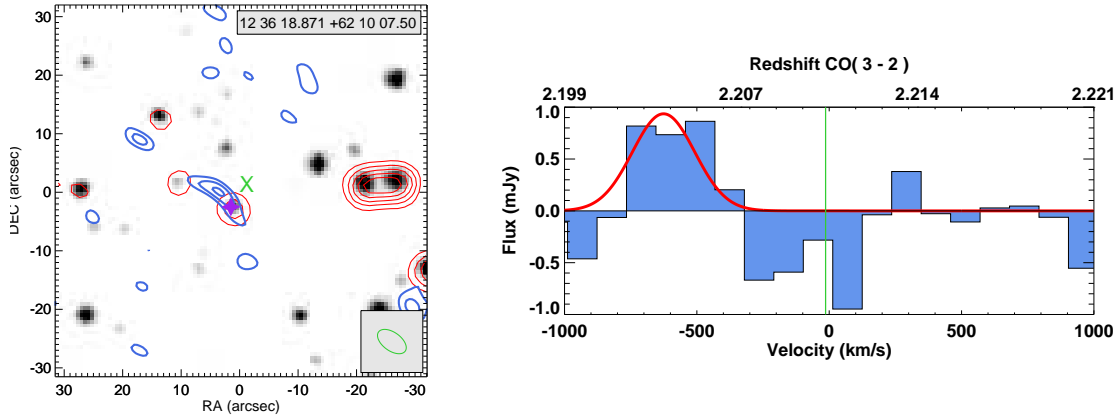 12 36 18.871 +62 10 07.50
30
20
10
0
-10
-20
-30
DEC (arcsec)
X
30 20 10 0 -10 -20 -30
RA (arcsec)
Redshift CO( 3 - 2 )
2.199 2.207 2.214 2.221
1.0
0.5
0.0
-0.5
-1.0
Flux (mJy)
-1000 -500 0 500 1000
Velocity (km/s)